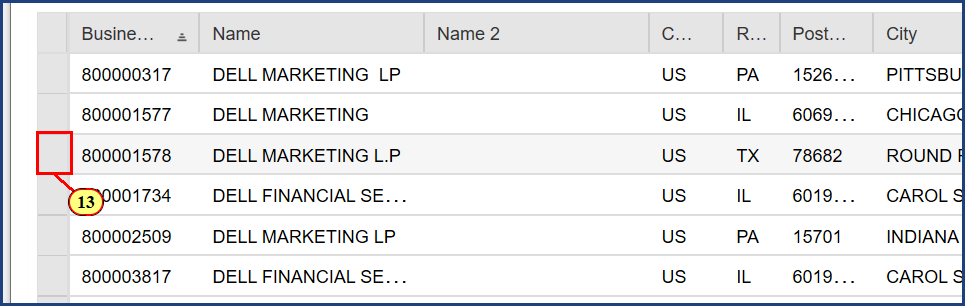 Busine... Name Name 2 C... R... Post... City
800000317 DELL MARKETING  LP US PA 1526... PITTSBU
800001577 DELL MARKETING US IL 6069... CHICAGO
800001578 DELL MARKETING L.P US TX 78682 ROUND
13
0001734 DELL FINANCIAL SE... US IL 6019... CAROL S
800002509 DELL MARKETING LP US PA 15701 INDIANA
800003817 DELL FINANCIAL SE... US IL 6019... CAROL S